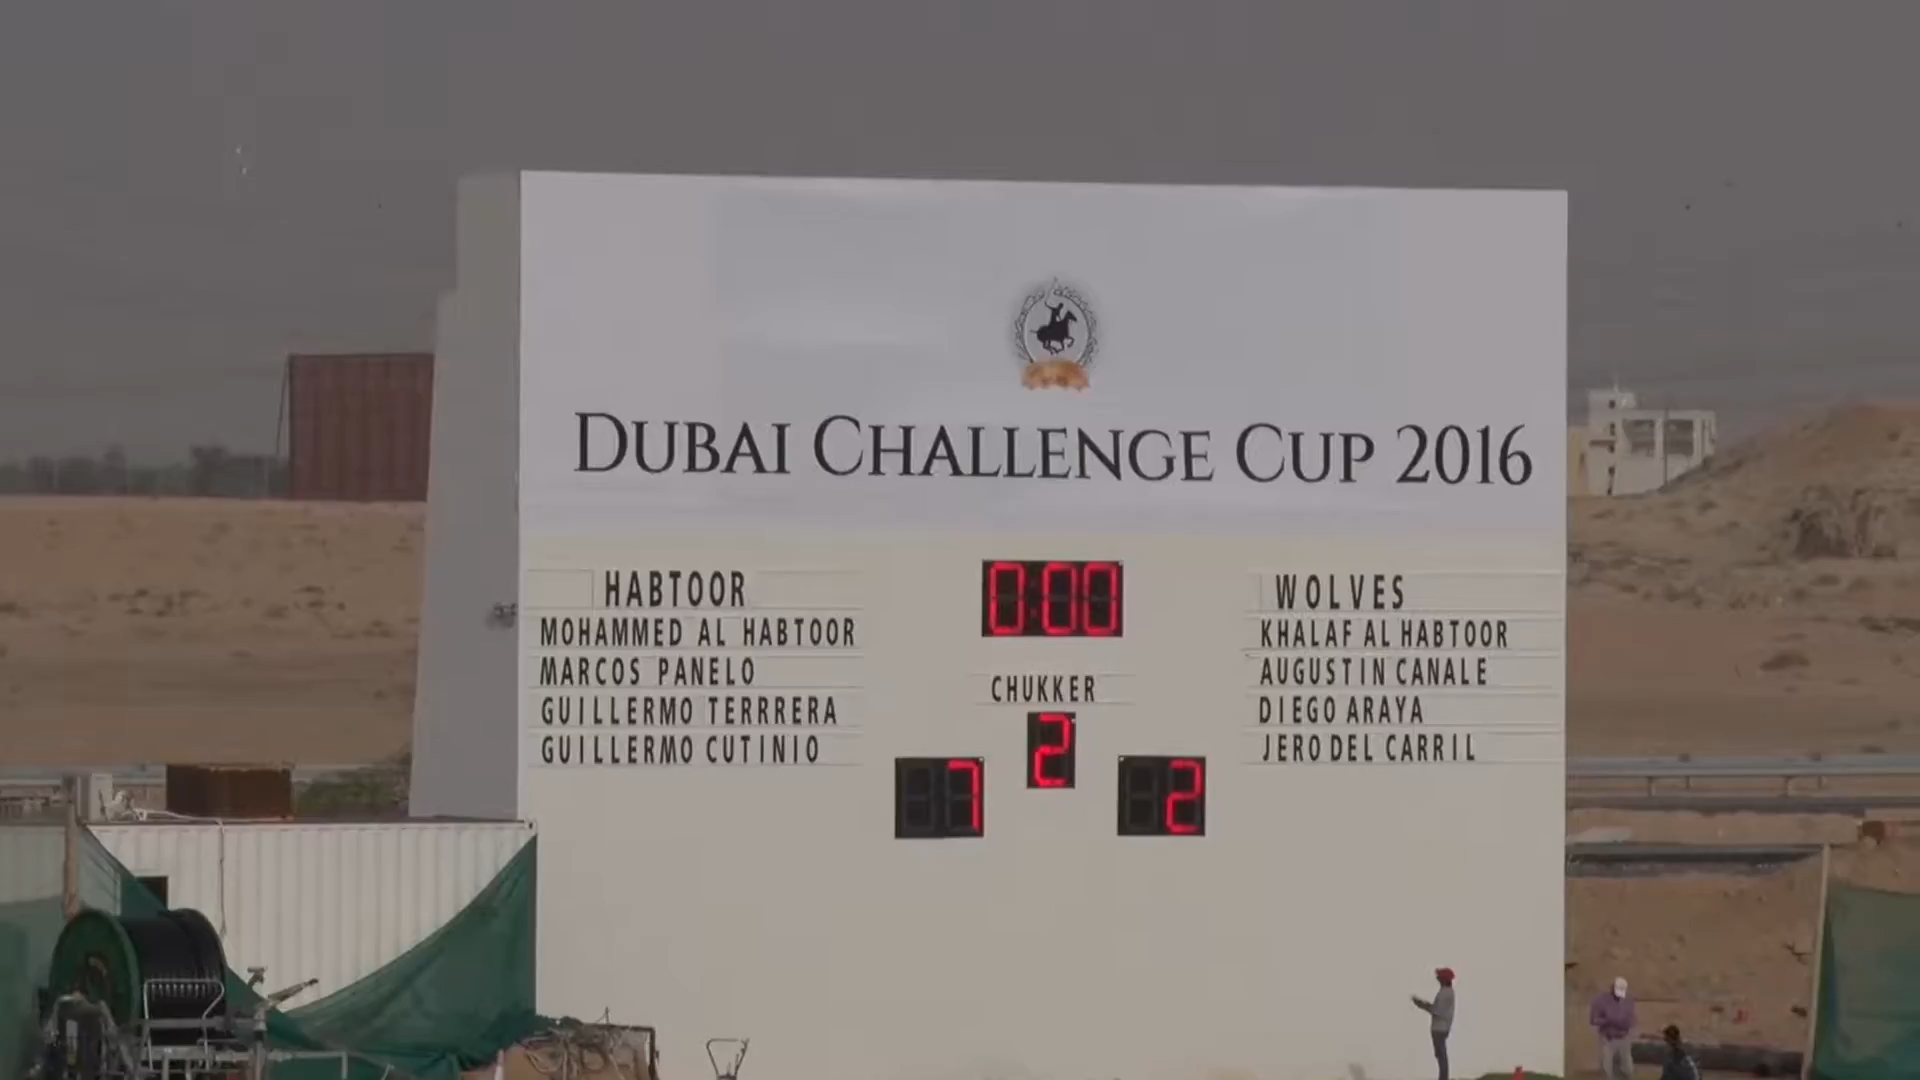 DUBAI CHALLENGE CUP 2016
HABTOOR
MOHAMMED AL HABTOOR
MARCOS PANELO
GUILLERMO TERRRERA
GUILLERMO CUTINIO
0:00
CHUKKER
2
7
2
WOLVES
KHALAF AL HABTOOR
AUGUSTIN CANALE
DIEGO ARAYA
JERO DEL CARRIL